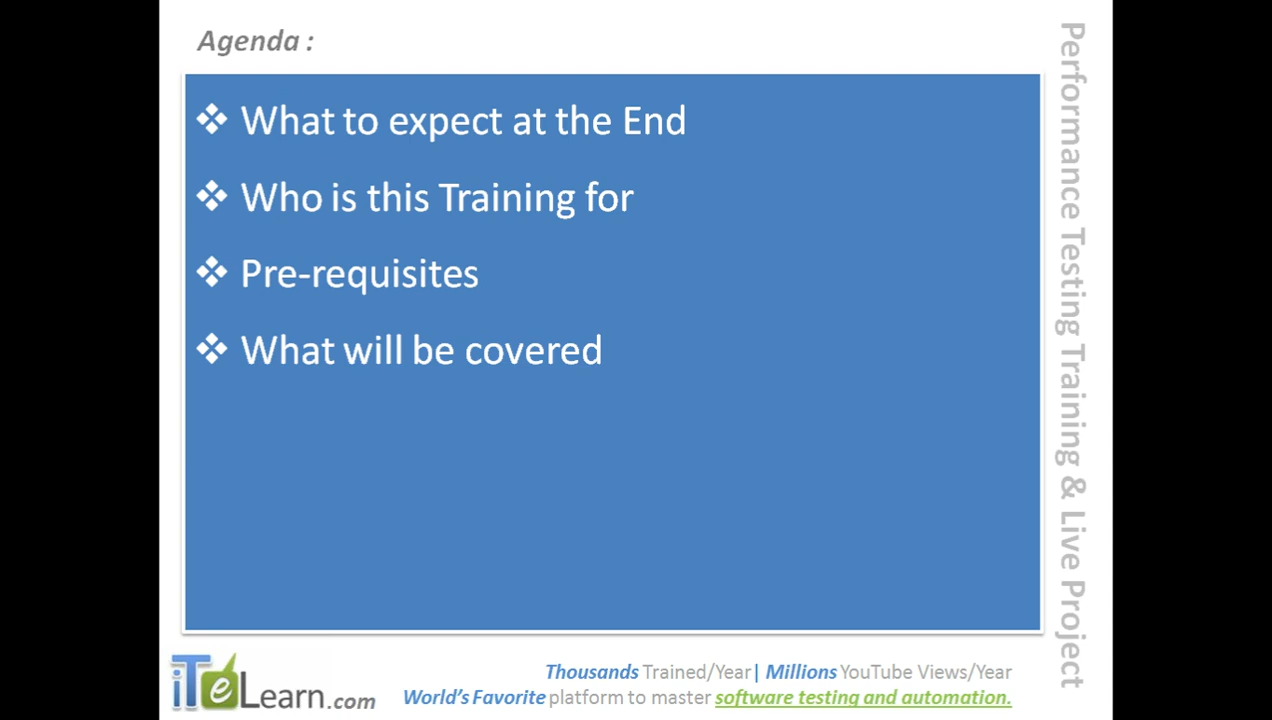 Agenda :
What to expect at the End
Who is this Training for
Pre-requisites
What will be covered
Performance Testing Training & Live Project
iTeLearn.com
Thousands Trained/Year| Millions YouTube Views/Year
World's Favorite platform to master software testing and automation.